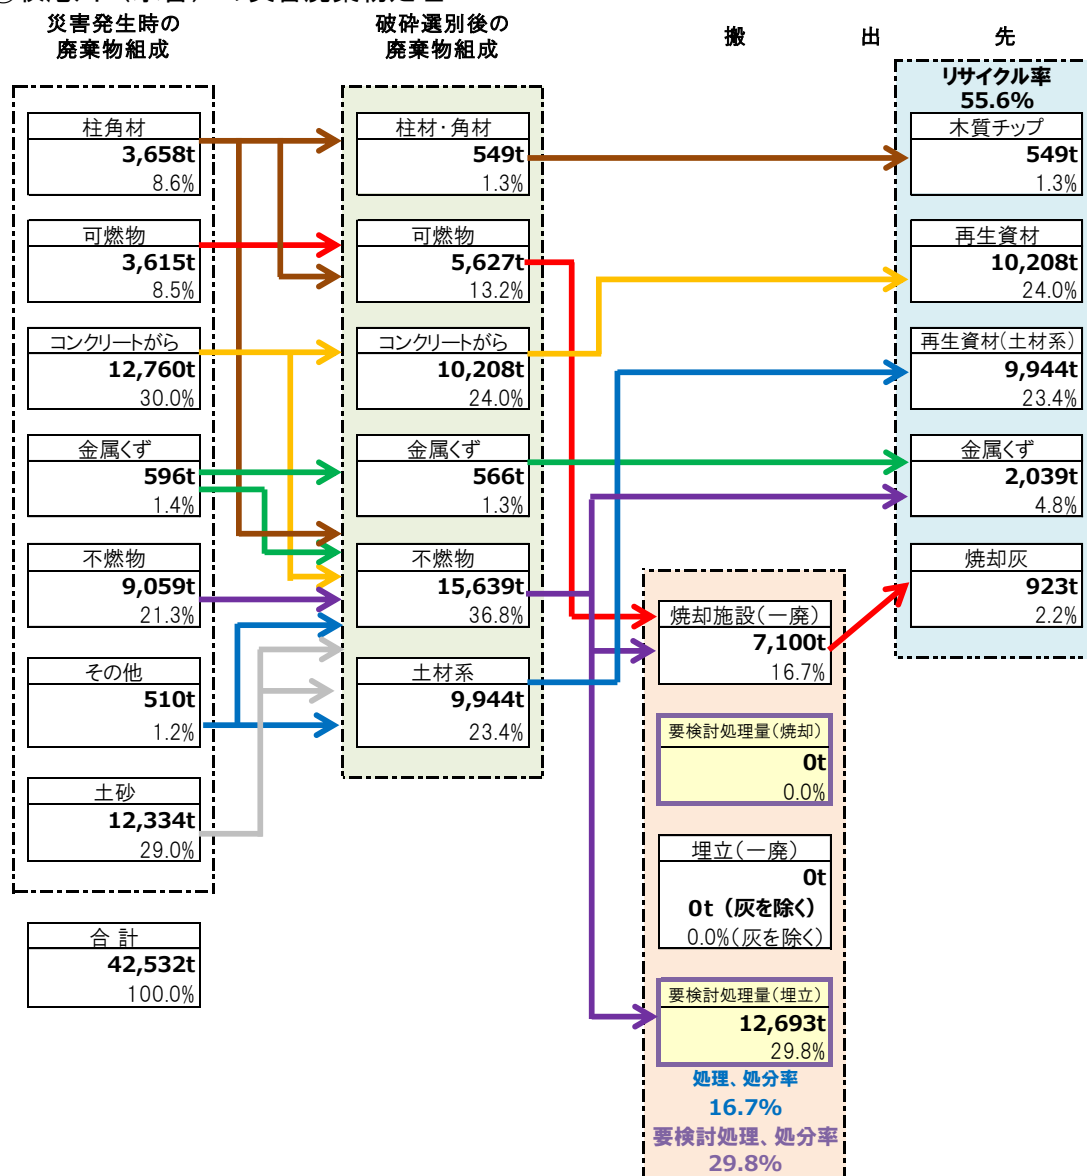 災害発生時の
廃棄物組成
破砕選別後の
廃棄物組成
搬 出 先
柱角材
3,658t
8.6%
可燃物
3,615t
8.5%
コンクリートがら
12,760t
30.0%
金属くず
596t
1.4%
不燃物
9,059t
21.3%
その他
510t
1.2%
土砂
12,334t
29.0%
合 計
42,532t
100.0%
柱材・角材
549t
1.3%
可燃物
5,627t
13.2%
コンクリートがら
10,208t
24.0%
金属くず
566t
1.3%
不燃物
15,639t
36.8%
土材系
9,944t
23.4%
焼却施設(一廃)
7,100t
16.7%
要検討処理量(焼却)
0t
0.0%
埋立(一廃)
0t
0t (灰を除く)
0.0%(灰を除く)
要検討処理量(埋立)
12,693t
29.8%
処理、処分率
16.7%
要検討処理、処分率
29.8%
リサイクル率
55.6%
木質チップ
549t
1.3%
再生資材
10,208t
24.0%
再生資材(土材系)
9,944t
23.4%
金属くず
2,039t
4.8%
焼却灰
923t
2.2%